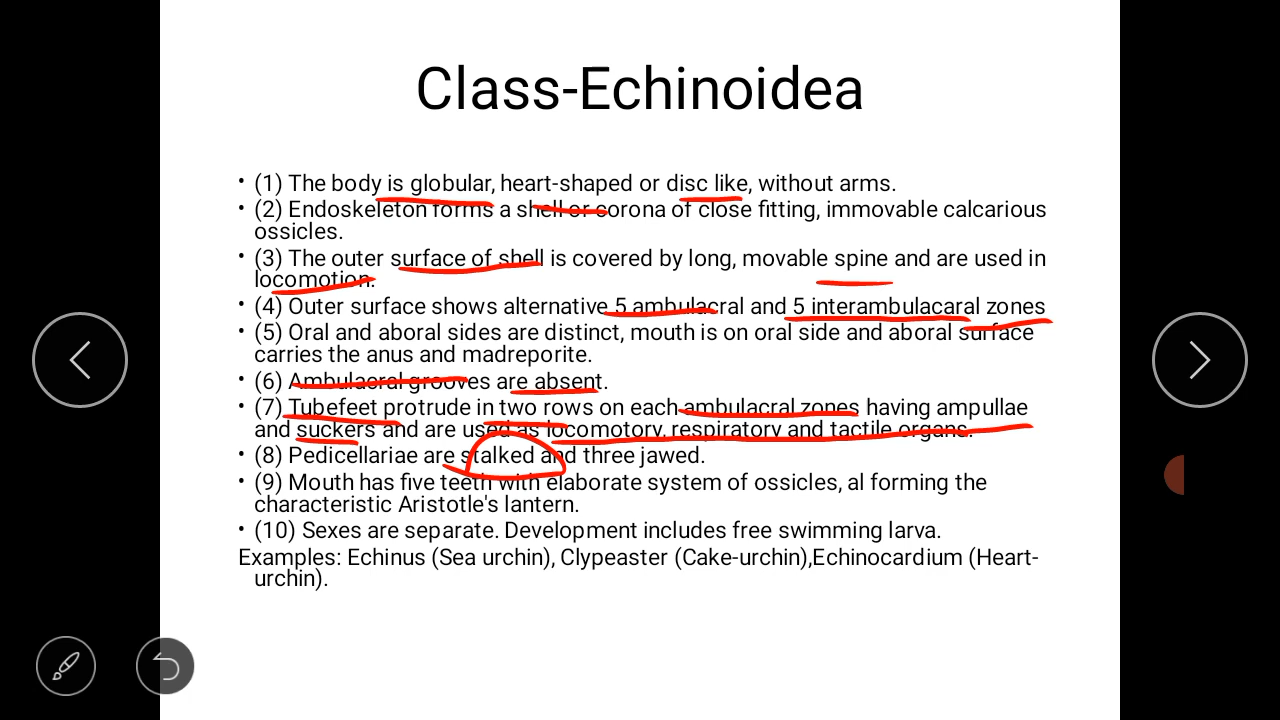 Class-Echinoidea
• (1) The body is globular, heart-shaped or disc like, without arms.
• (2) Endoskeleton forms a shell or corona of close fitting, immovable calcarious
ossicles.
• (3) The outer surface of shell is covered by long, movable spine and are used in
locomotion.
• (4) Outer surface shows alternative 5 ambulacral and 5 interambulacaral zones
• (5) Oral and aboral sides are distinct, mouth is on oral side and aboral surface
carries the anus and madreporite.
• (6) Ambulacral grooves are absent.
• (7) Tubefeet protrude in two rows on each ambulacral zones having ampullae
and suckers and are used as locomotory, respiratory and tactile organs.
• (8) Pedicellariae are stalked and three jawed.
• (9) Mouth has five teeth with elaborate system of ossicles, al forming the
characteristic Aristotle's lantern.
• (10) Sexes are separate. Development includes free swimming larva.
Examples: Echinus (Sea urchin), Clypeaster (Cake-urchin),Echinocardium (Heart-
urchin).